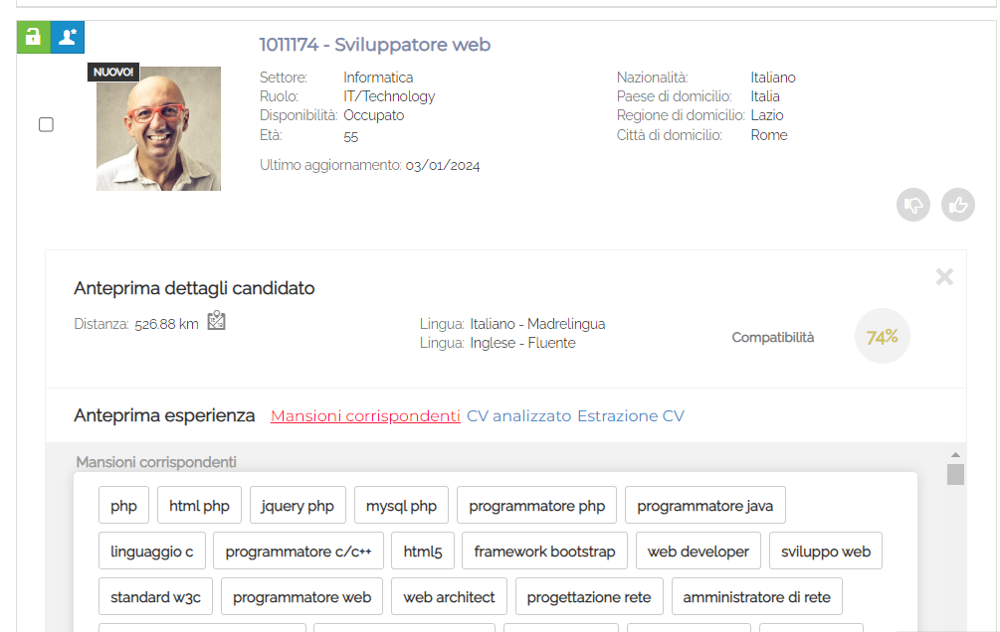 1011174 - Sviluppatore web
NUOVO!
Settore: Informatica
Ruolo: IT/Technology
Disponibilità: Occupato
Età: 55
Ultimo aggiornamento: 03/01/2024
Nazionalità: Italiano
Paese di domicilio: Italia
Regione di domicilio: Lazio
Città di domicilio: Rome
Anteprima dettagli candidato
Distanza: 526.88 km
Lingua: Italiano - Madrelingua
Lingua: Inglese - Fluente
Compatibilità 74%
Anteprima esperienza Mansioni corrispondenti CV analizzato Estrazione CV
Mansioni corrispondenti
php html php jquery php mysql php programmatore php programmatore java
linguaggio c programmatore c/c++ html5 framework bootstrap web developer sviluppo web
standard w3c programmatore web web architect progettazione rete amministratore di rete